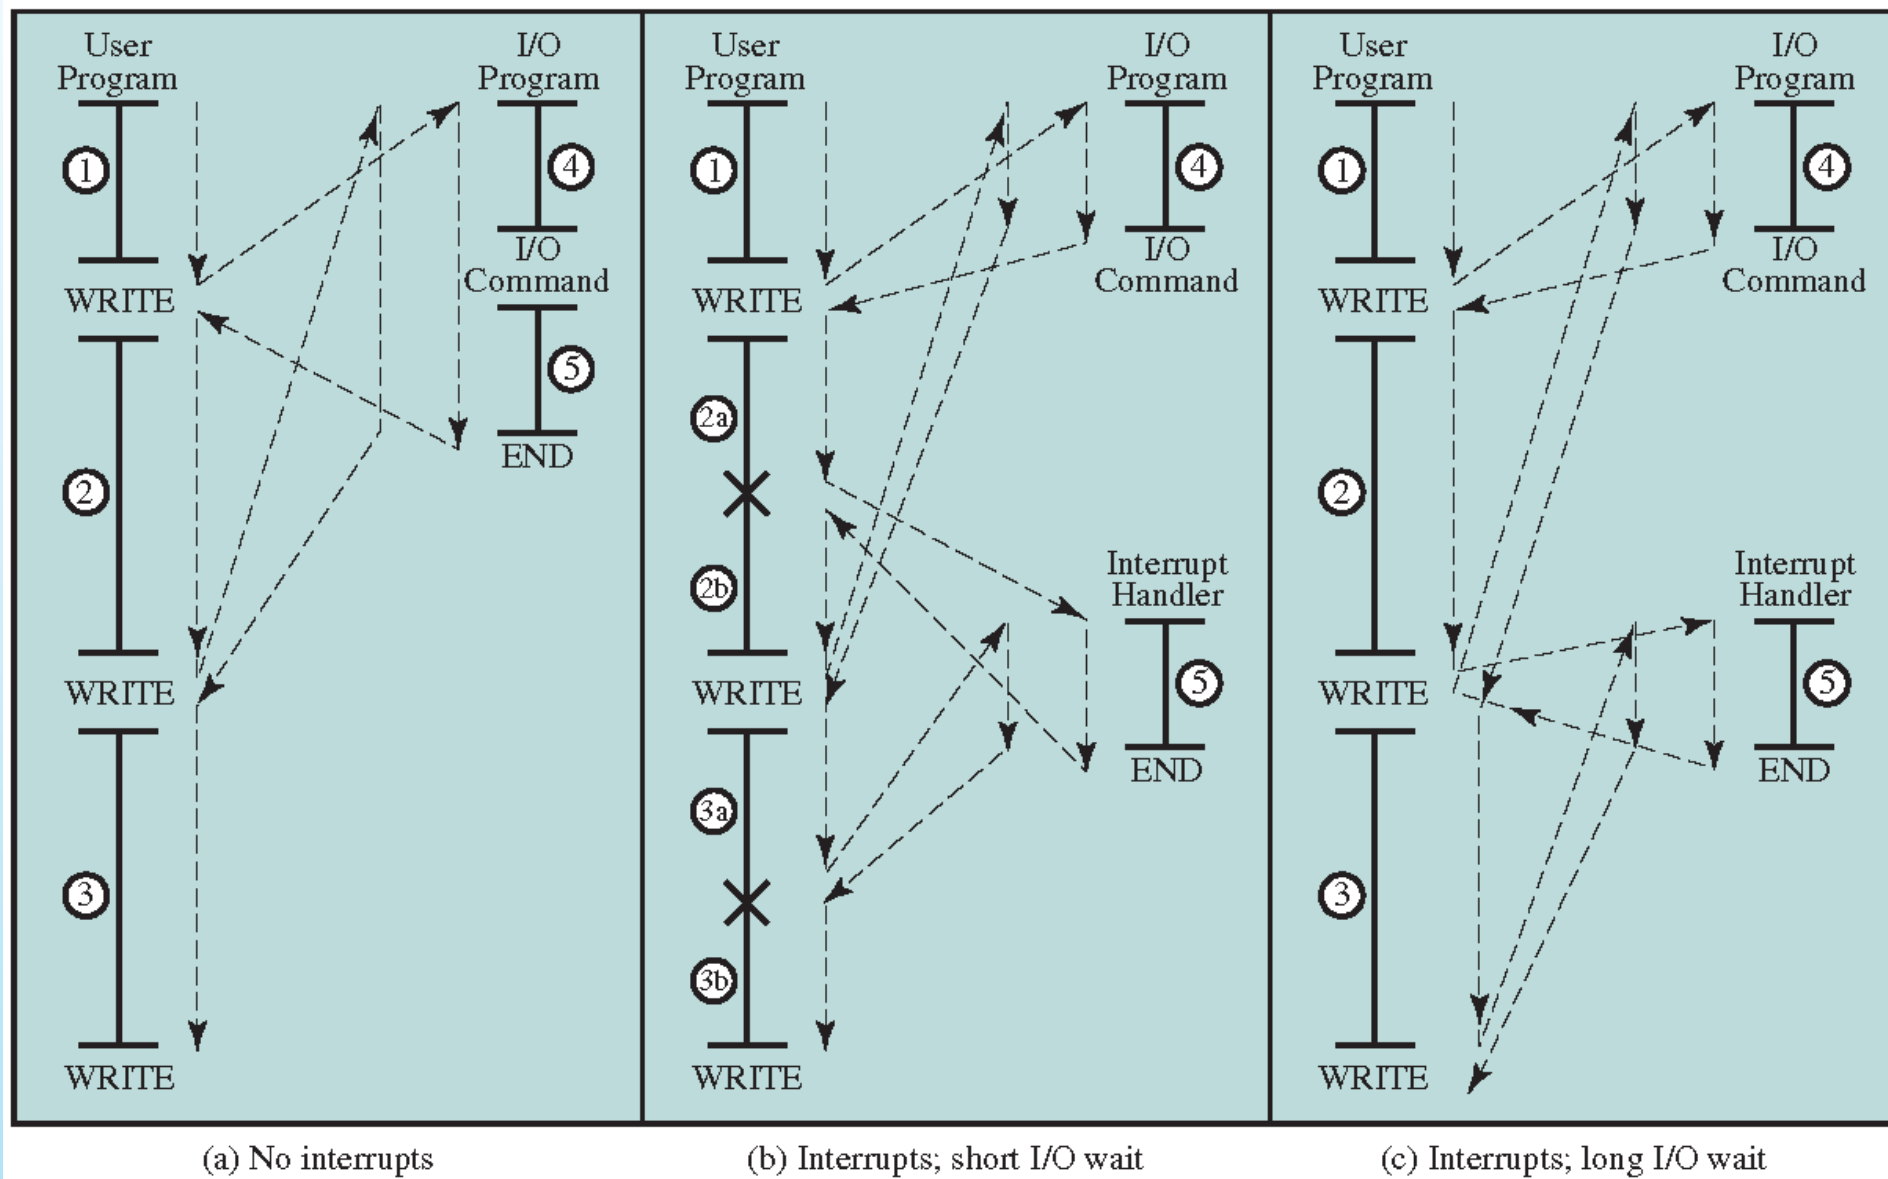 User
Program
I/O
Program
1
4
I/O
Command
WRITE
5
END
2
WRITE
3
WRITE
(a) No interrupts
User
Program
I/O
Program
1
4
I/O
Command
WRITE
2a
2b
Interrupt
Handler
WRITE
5
END
3a
3b
WRITE
(b) Interrupts; short I/O wait
User
Program
I/O
Program
1
4
I/O
Command
WRITE
2
Interrupt
Handler
WRITE
5
END
3
WRITE
(c) Interrupts; long I/O wait